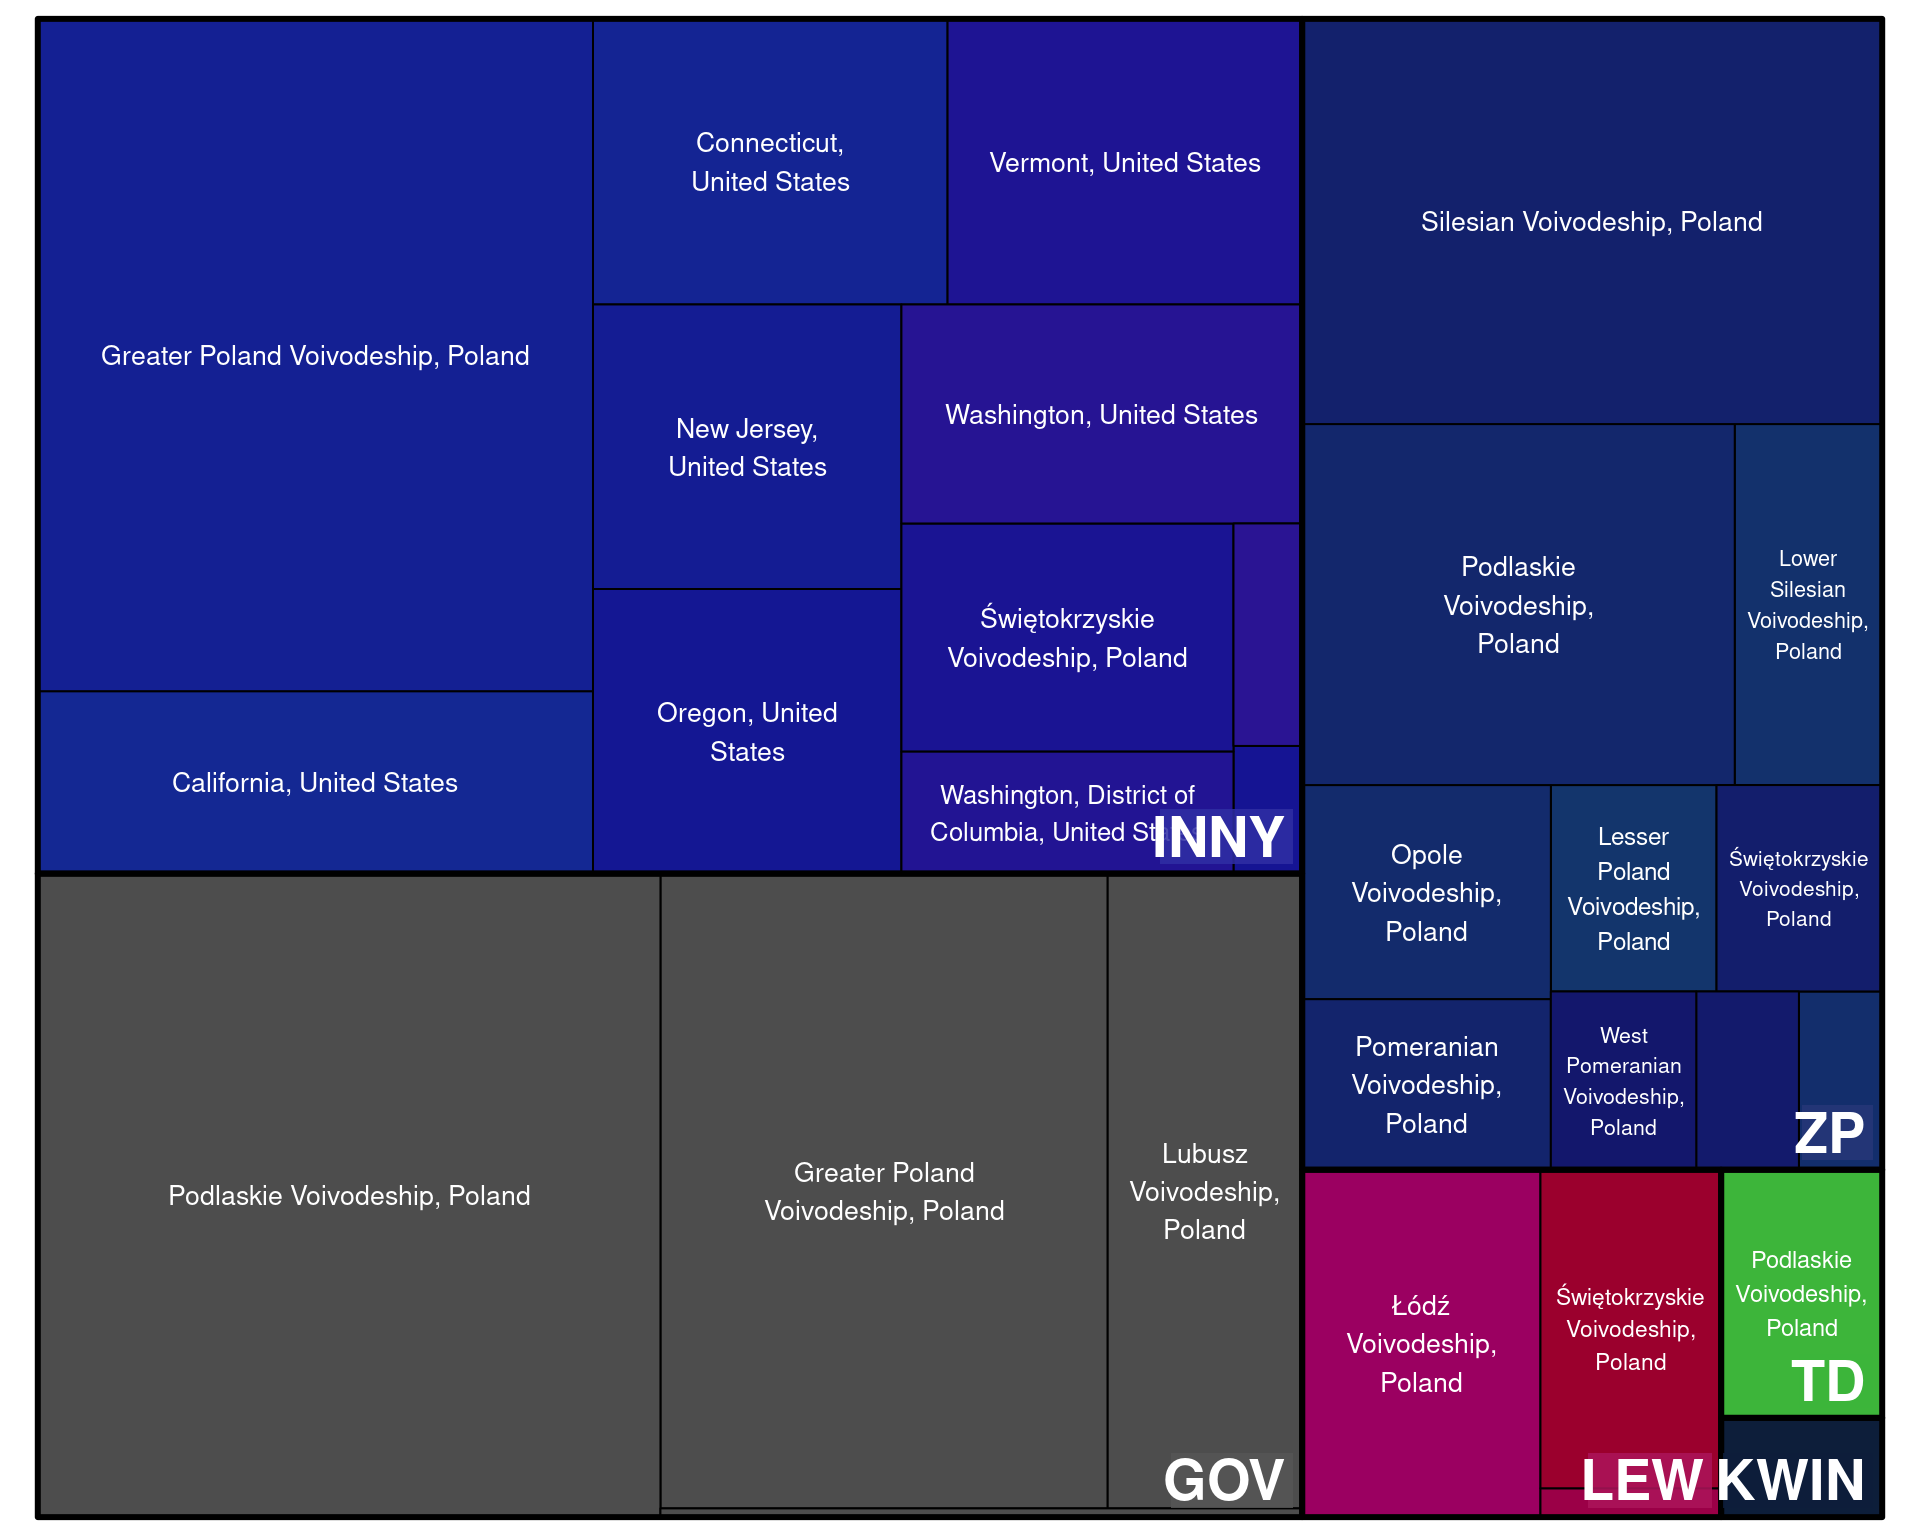 Greater Poland Voivodeship, Poland
California, United States
Connecticut,
United States
Vermont, United States
New Jersey,
United States
Washington, United States
Oregon, United
States
Świętokrzyskie
Voivodeship, Poland
Washington, District of
Columbia, United States
INNY
Podlaskie Voivodeship, Poland
Greater Poland
Voivodeship, Poland
Lubusz
Voivodeship,
Poland
GOV
Silesian Voivodeship, Poland
Podlaskie
Voivodeship,
Poland
Lower
Silesian
Voivodeship,
Poland
Opole
Voivodeship,
Poland
Lesser
Poland
Voivodeship,
Poland
Świętokrzyskie
Voivodeship,
Poland
Pomeranian
Voivodeship,
Poland
West
Pomeranian
Voivodeship,
Poland
ZP
Łódź
Voivodeship,
Poland
Świętokrzyskie
Voivodeship,
Poland
LEW
Podlaskie
Voivodeship,
Poland
TD
KWIN